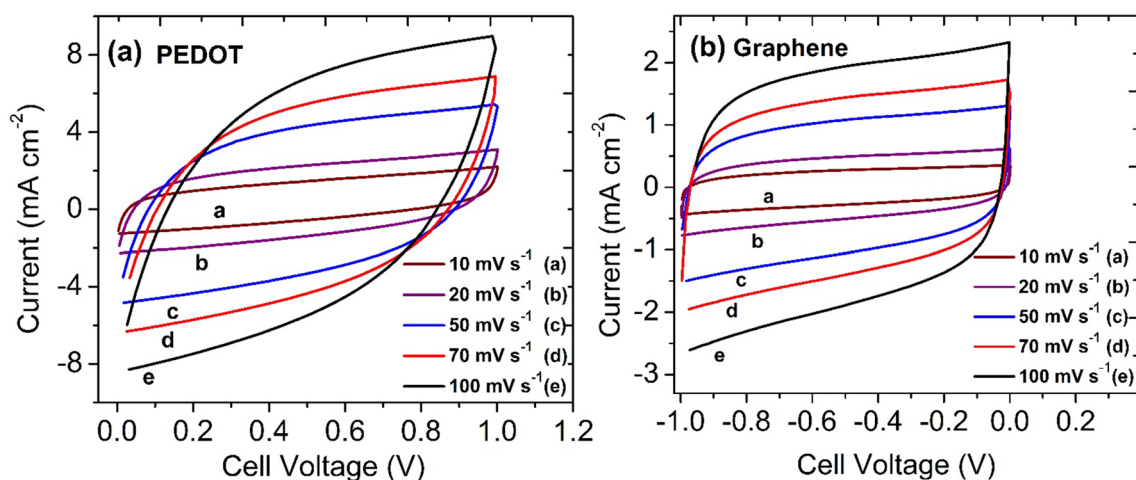 (a) PEDOT
8
4
0
-4
-8
Current (mA cm⁻²)
a
b
c
d
e
10 mV s⁻¹ (a)
20 mV s⁻¹ (b)
50 mV s⁻¹ (c)
70 mV s⁻¹ (d)
100 mV s⁻¹(e)
0.0 0.2 0.4 0.6 0.8 1.0 1.2
Cell Voltage (V)
(b) Graphene
2
1
0
-1
-2
-3
Current (mA cm⁻²)
a
b
c
d
e
10 mV s⁻¹ (a)
20 mV s⁻¹ (b)
50 mV s⁻¹ (c)
70 mV s⁻¹ (d)
100 mV s⁻¹(e)
-1.0 -0.8 -0.6 -0.4 -0.2 0.0 0.2
Cell Voltage (V)